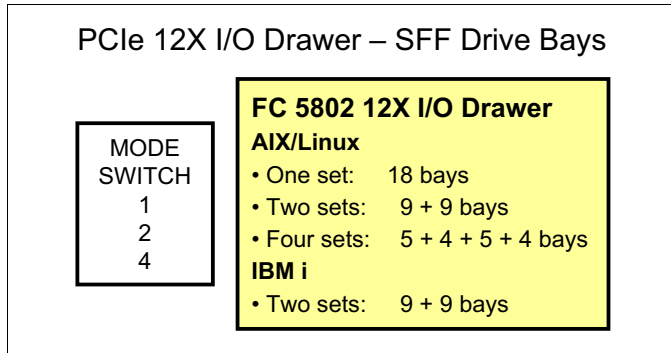 PCIe 12X I/O Drawer – SFF Drive Bays
MODE
SWITCH
1
2
4
FC 5802 12X I/O Drawer
AIX/Linux
• One set: 18 bays
• Two sets: 9 + 9 bays
• Four sets: 5 + 4 + 5 + 4 bays
IBM i
• Two sets: 9 + 9 bays